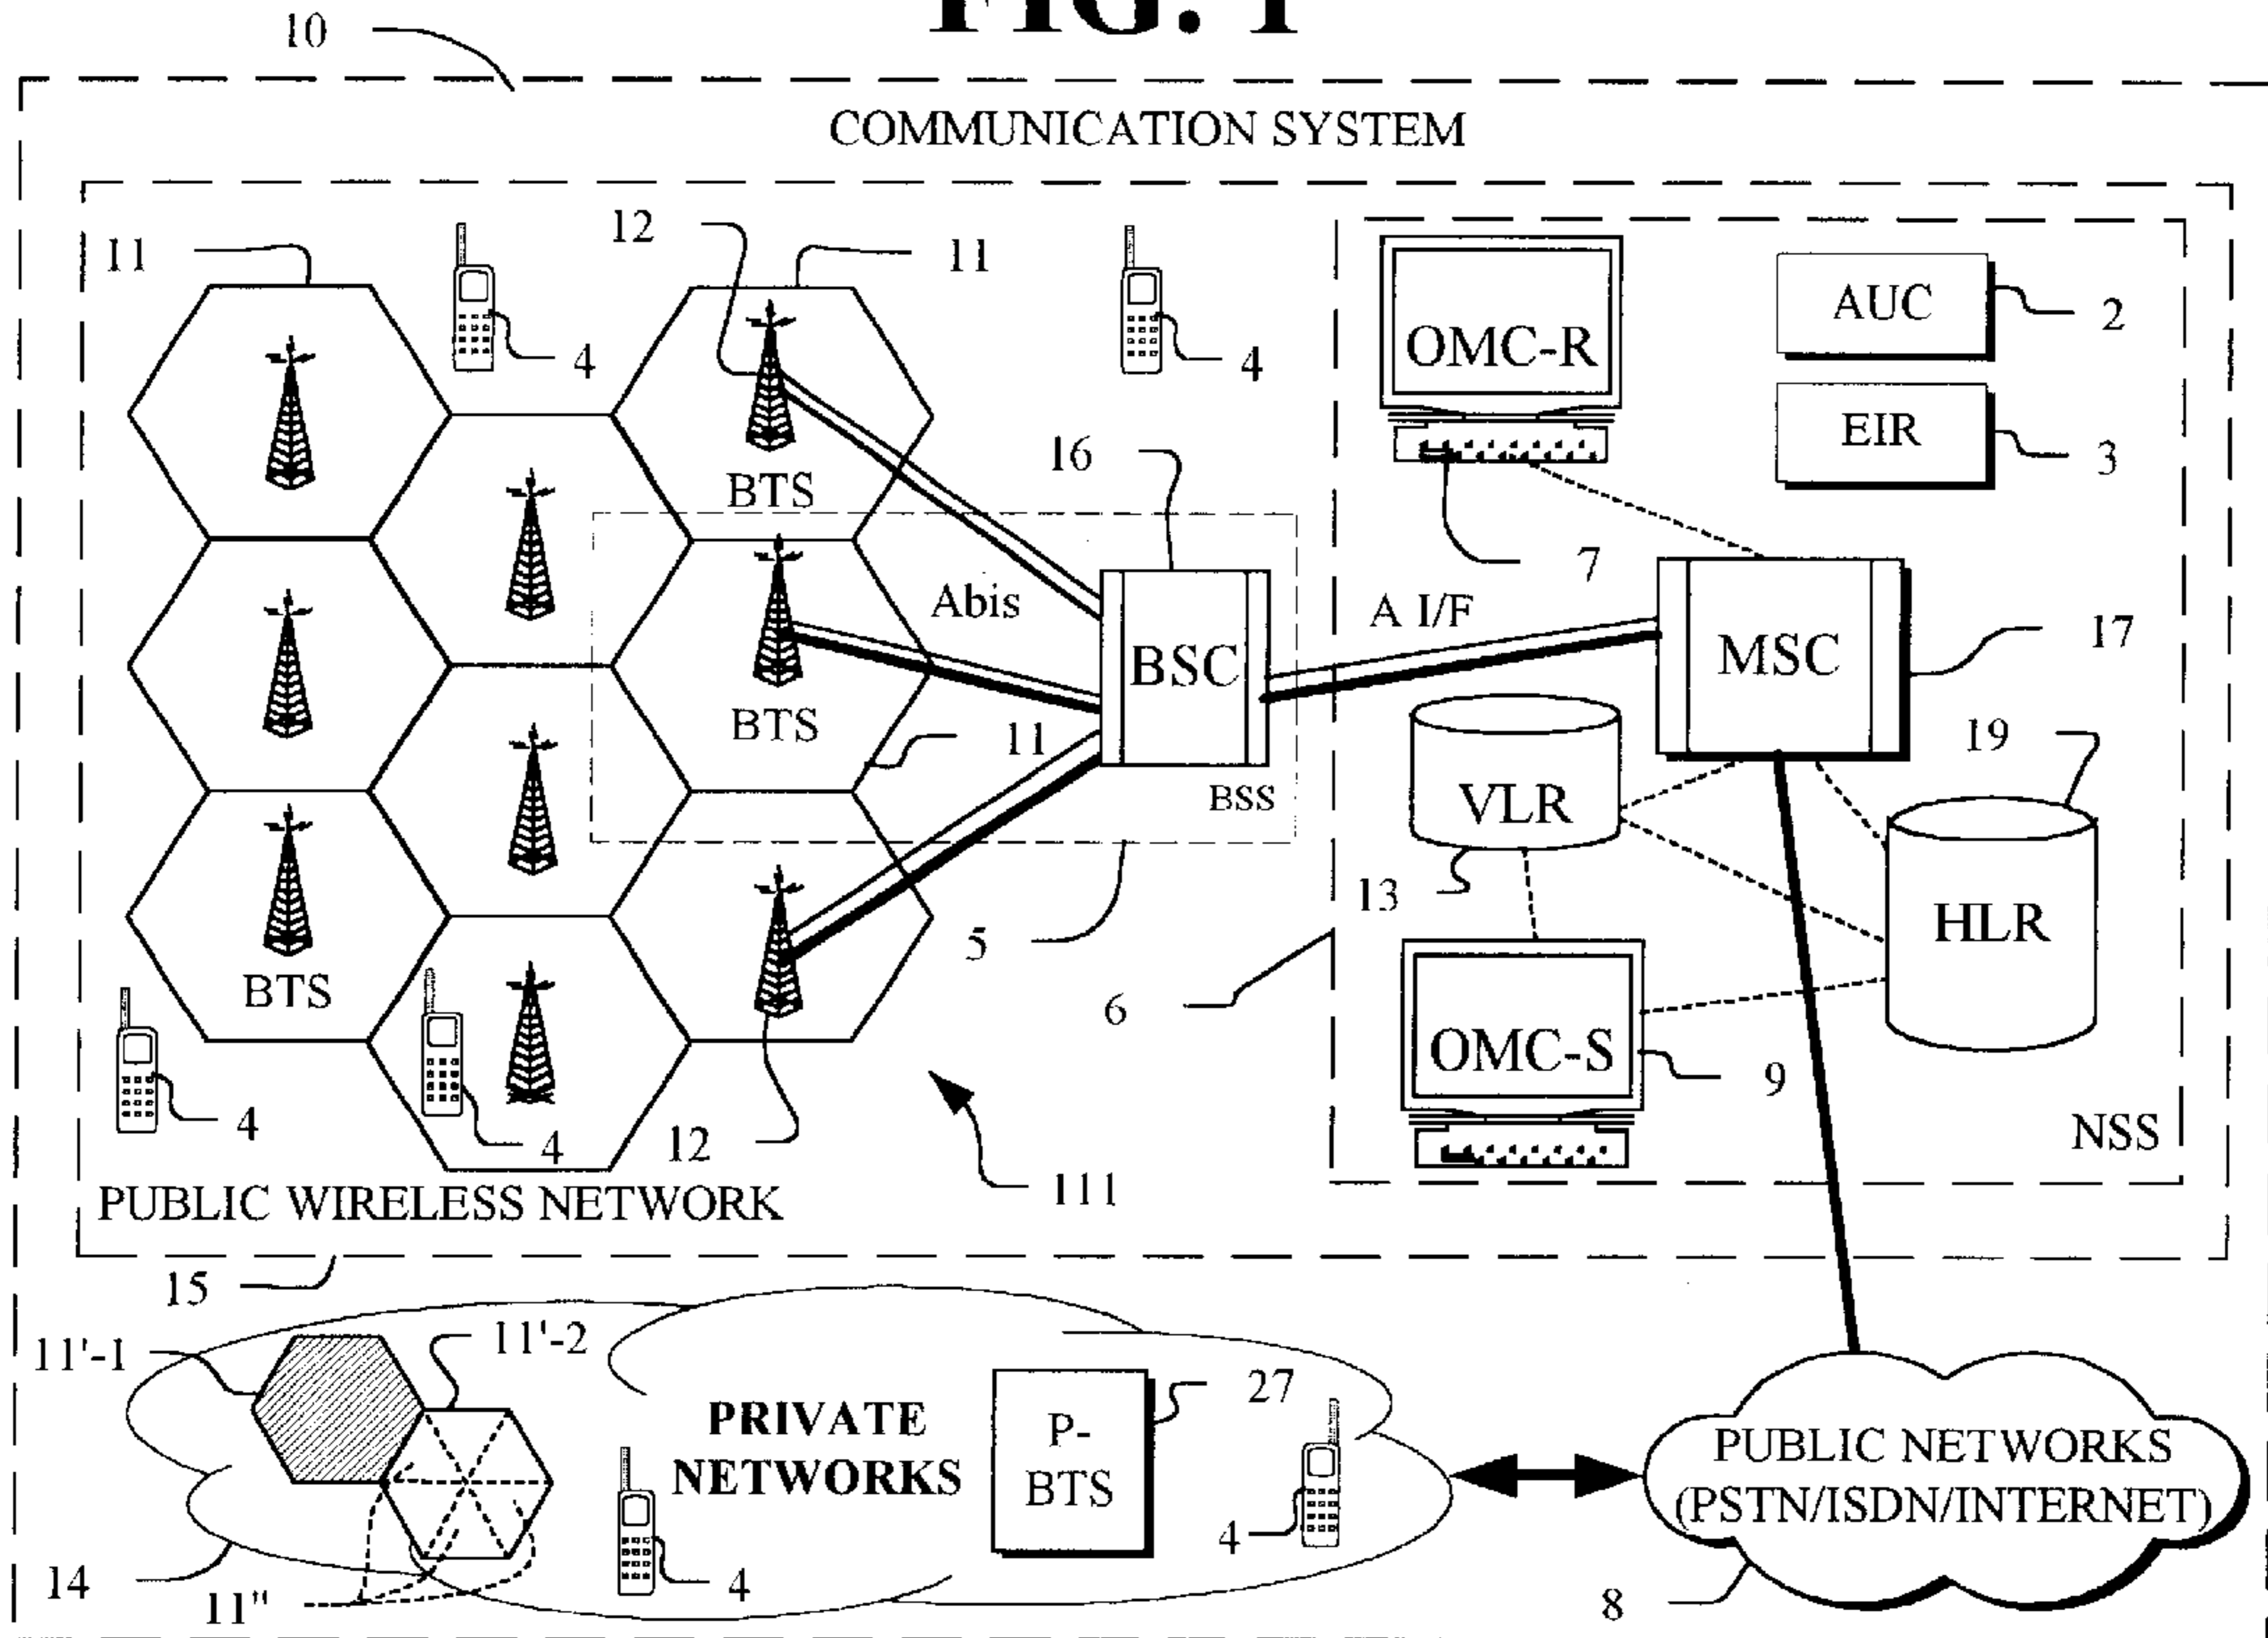 FIG. 1
10
COMMUNICATION SYSTEM
11
12
11
4
4
OMC-R
AUC
2
EIR
3
BTS
16
7
Abis
A I/F
BSC
MSC
17
BTS
11
19
BSS
VLR
13
HLR
5
6
BTS
OMC-S
9
4
4
12
111
NSS
PUBLIC WIRELESS NETWORK
15
11'-1
11'-2
PRIVATE
NETWORKS
P-
BTS
27
4
4
14
11"
PUBLIC NETWORKS
(PSTN/ISDN/INTERNET)
8